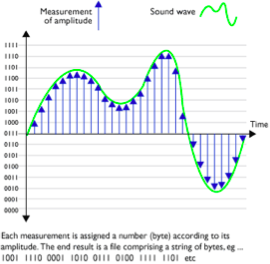 Measurement of amplitude
Sound wave
1111
1110
1101
1100
1011
1010
1001
1000
Time
0111
0110
0101
0100
0011
0010
0001
0000
Each measurement is assigned a number (byte) according to its
amplitude. The end result is a file comprising a string of bytes, eg ...
1001 1110 0001 1010 0111 0100 1111 1101 etc